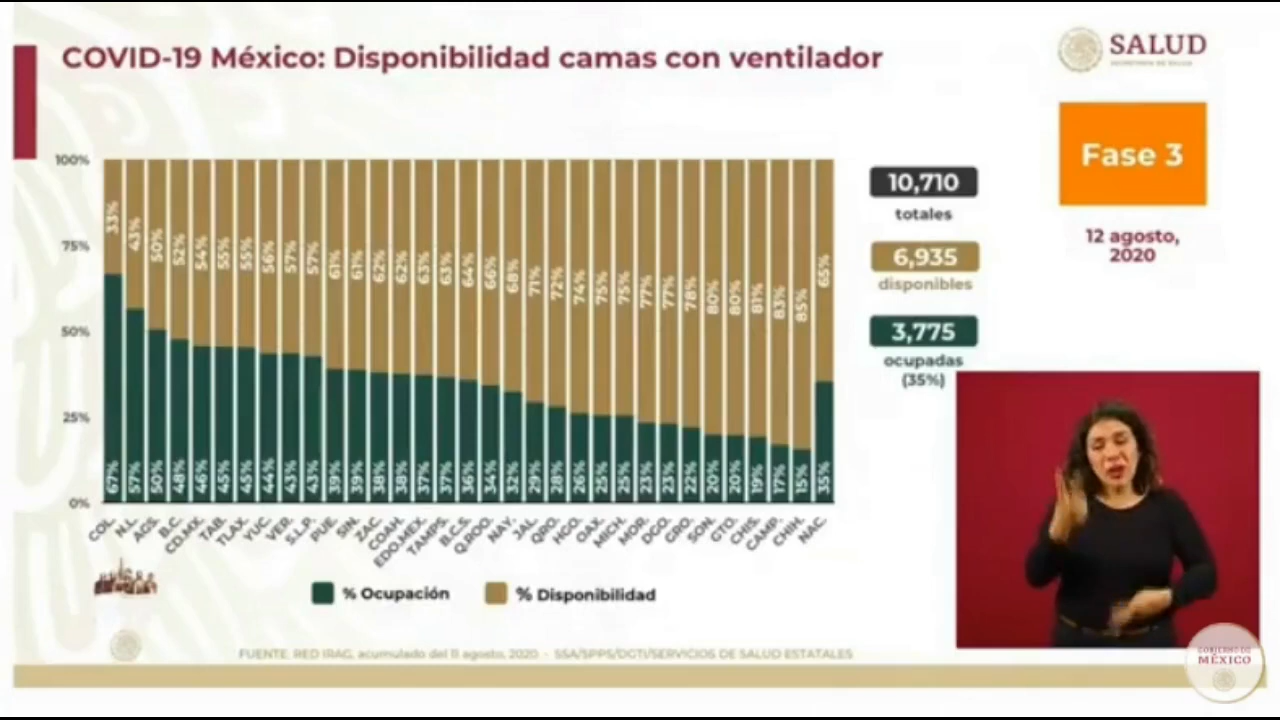 COVID-19 México: Disponibilidad camas con ventilador
SALUD
SECRETARÍA DE SALUD
Fase 3
12 agosto,
2020
10,710
totales
6,935
disponibles
3,775
ocupadas
(35%)
100%
75%
50%
25%
0%
33% 43% 50% 52% 54% 55% 55% 56% 57% 57% 61% 61% 62% 62% 63% 63% 64% 66% 68% 71% 72% 74% 75% 75% 77% 77% 78% 80% 80% 81% 83% 85% 65%
67% 57% 50% 48% 46% 45% 45% 44% 43% 43% 39% 39% 38% 38% 37% 37% 36% 34% 32% 29% 28% 26% 25% 25% 23% 23% 22% 20% 20% 19% 17% 15% 35%
COL. N.L. AGS. B.C. CD.MX. TAB. TLAX. YUC. VER. S.L.P. PUE. SIN. ZAC. COAH. EDO.MEX. TAMPS. B.C.S. Q.ROO. NAY. JAL. QRO. HGO. OAX. MICH. MOR. DGO. GRO. SON. GTO. CHIS. CAMP. CHIH. NAC.
% Ocupación
% Disponibilidad
FUENTE: RED IRAG, acumulado del 11 agosto, 2020 - SSA/SPPS/DGTI/SERVICIOS DE SALUD ESTATALES
GOBIERNO DE
MÉXICO